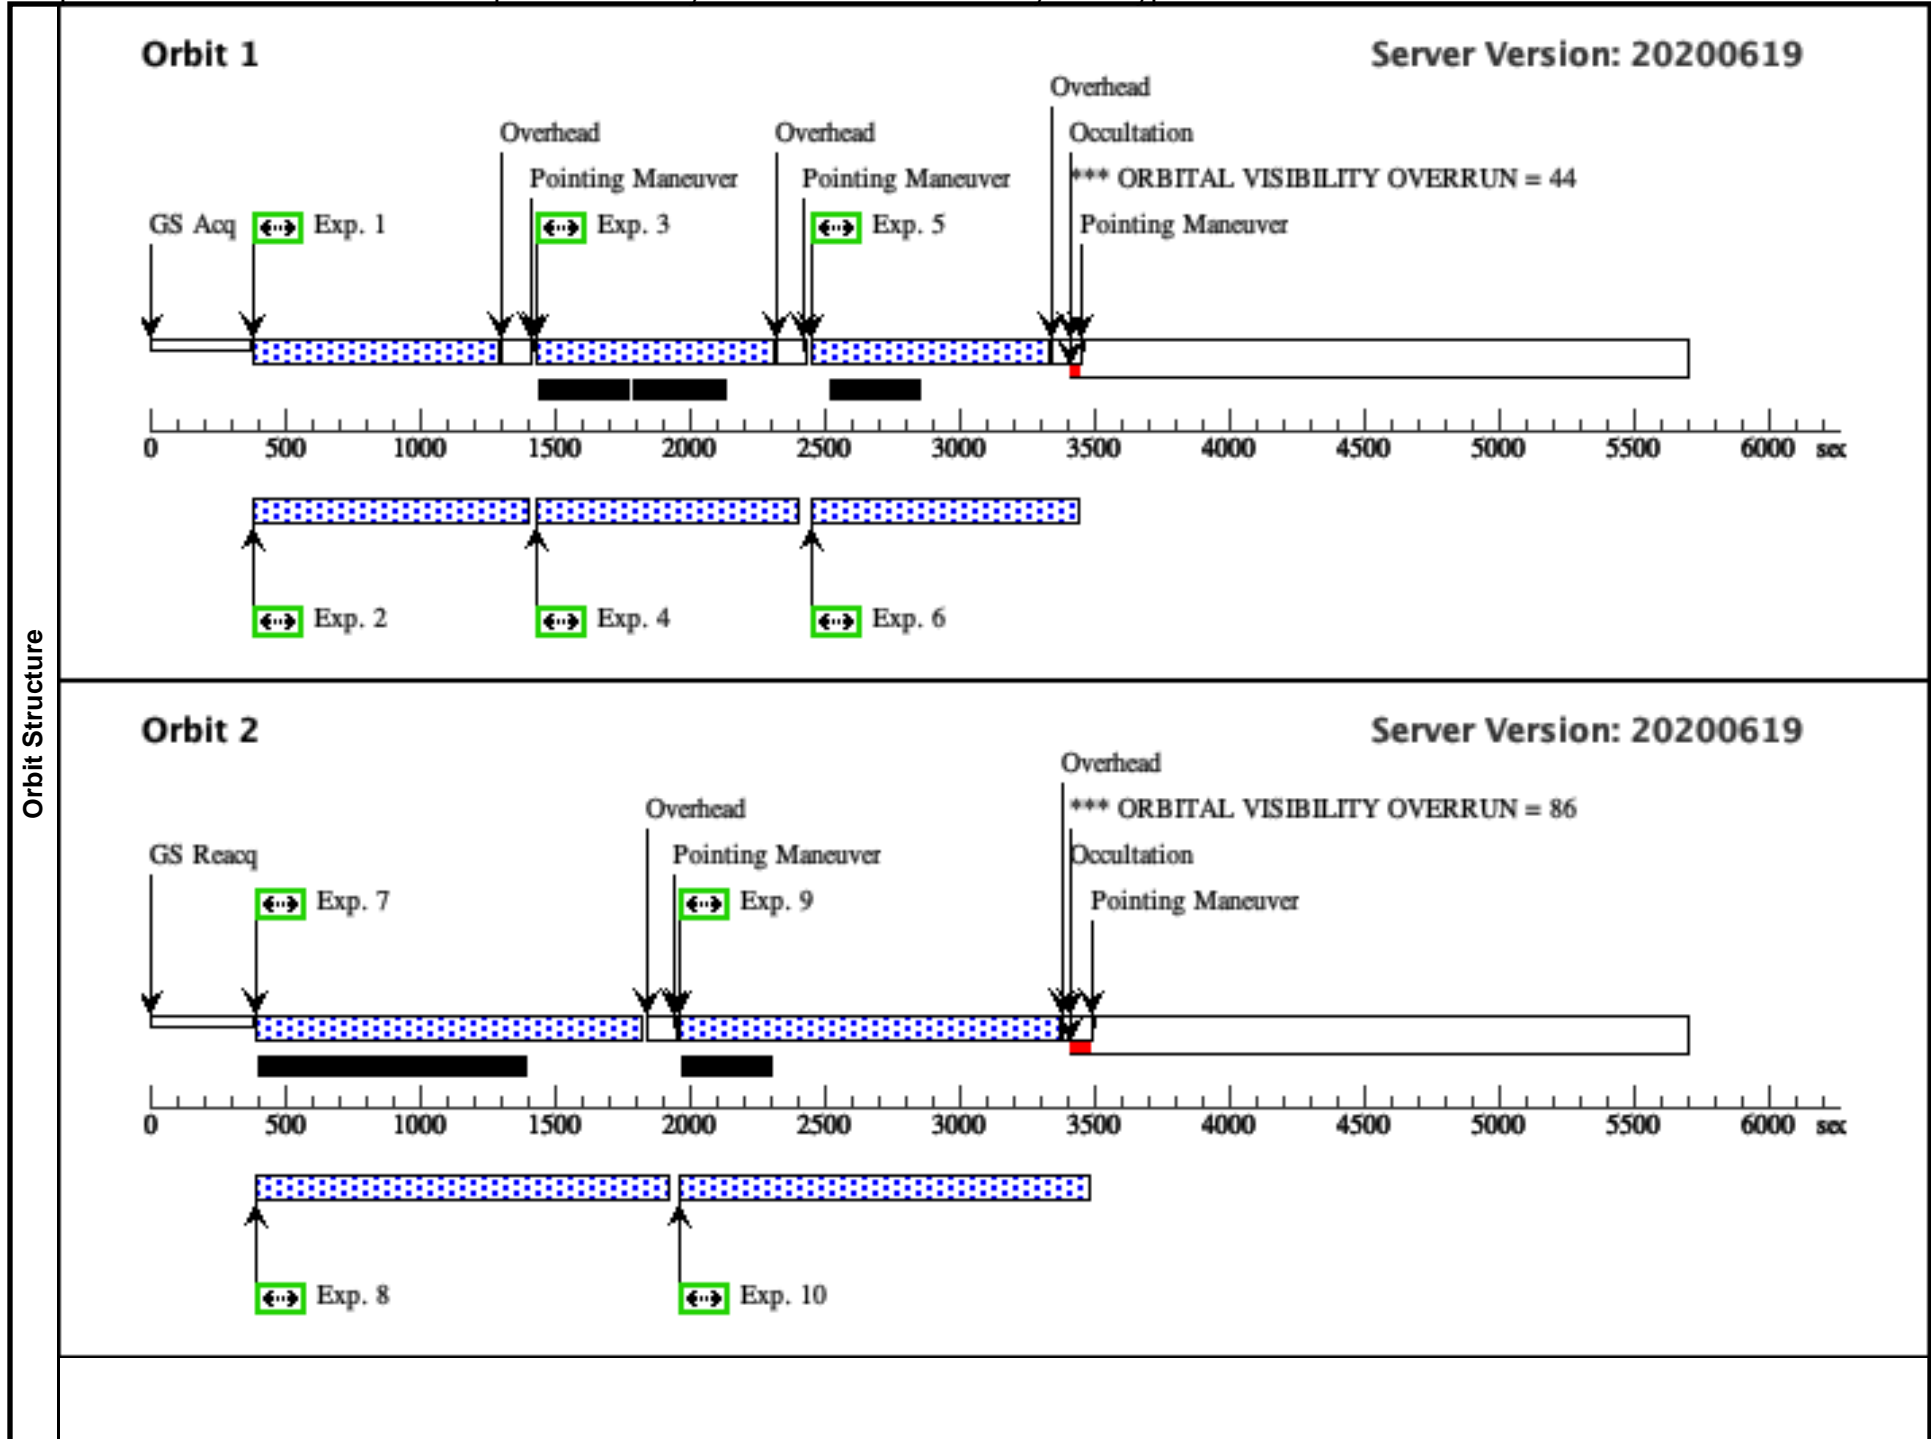 Orbit Structure
Orbit 1
Server Version: 20200619
Overhead
Overhead
Overhead
Occultation
Pointing Maneuver
Pointing Maneuver
*** ORBITAL VISIBILITY OVERRUN = 44
GS Acq
Exp. 1
Exp. 3
Exp. 5
Pointing Maneuver
0 500 1000 1500 2000 2500 3000 3500 4000 4500 5000 5500 6000 sec
Exp. 2
Exp. 4
Exp. 6
Orbit 2
Server Version: 20200619
Overhead
Overhead
*** ORBITAL VISIBILITY OVERRUN = 86
GS Reacq
Pointing Maneuver
Occultation
Exp. 7
Exp. 9
Pointing Maneuver
0 500 1000 1500 2000 2500 3000 3500 4000 4500 5000 5500 6000 sec
Exp. 8
Exp. 10